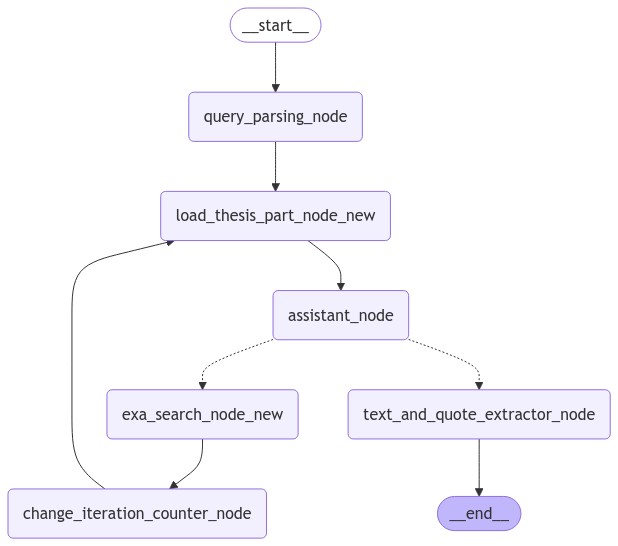 __start__
query_parsing_node
load_thesis_part_node_new
assistant_node
exa_search_node_new
text_and_quote_extractor_node
change_iteration_counter_node
__end__